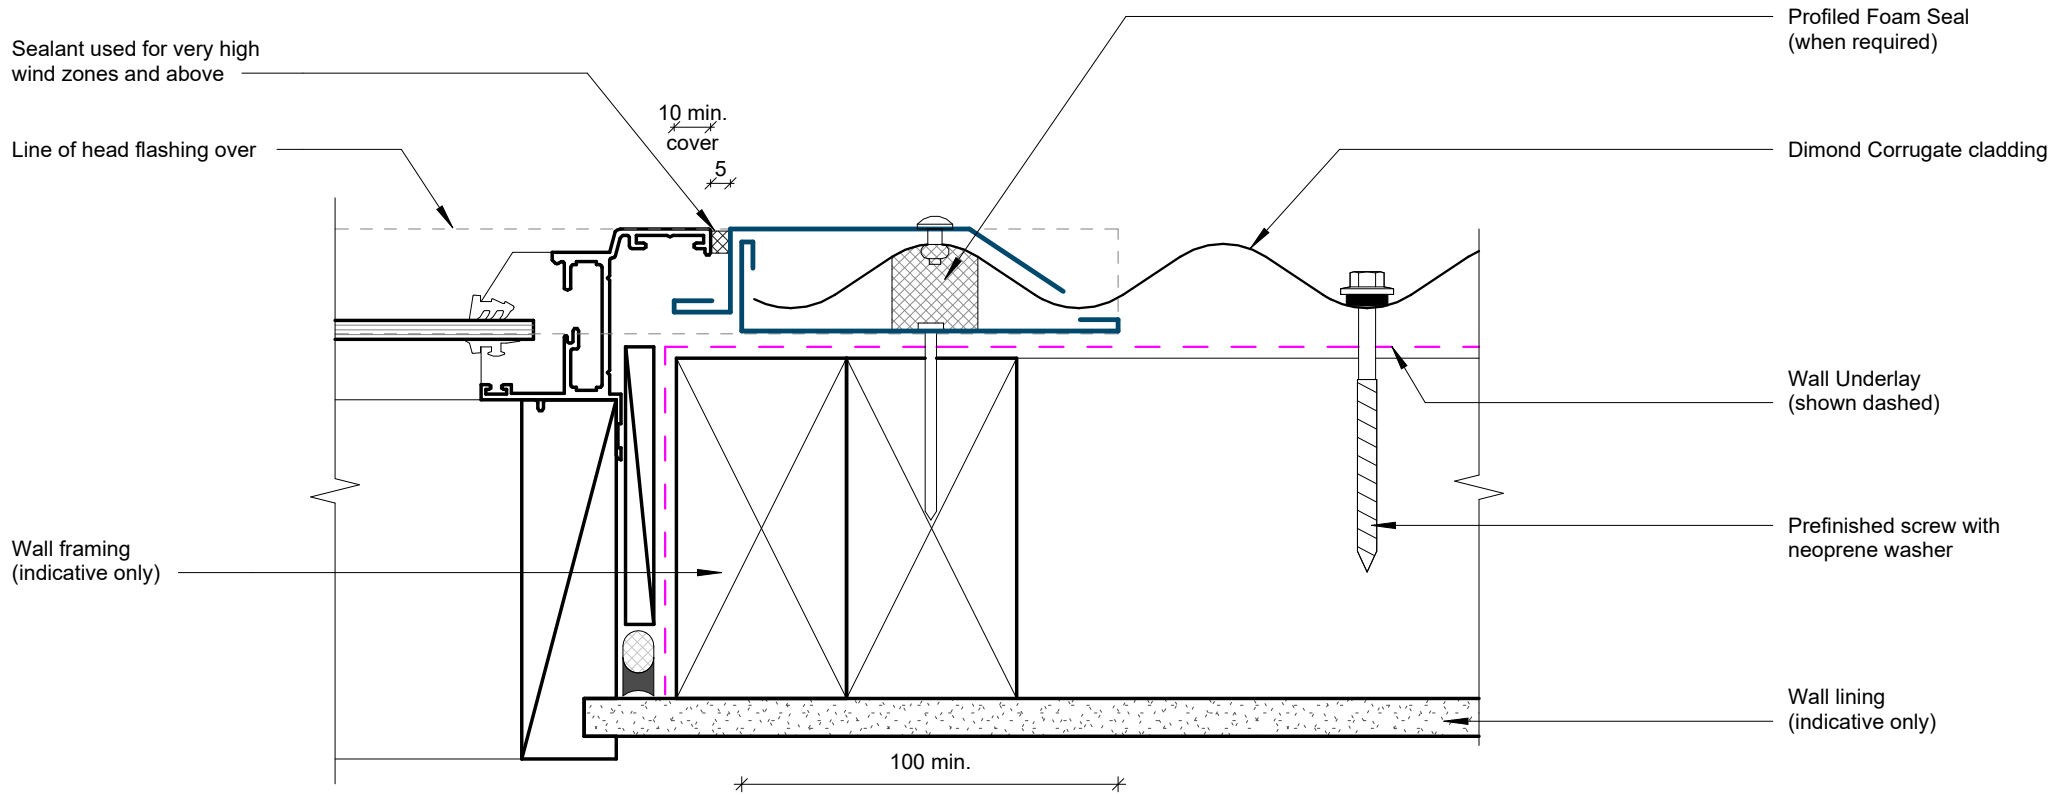 Sealant used for very high
wind zones and above
Line of head flashing over
10 min.
cover
5
Profiled Foam Seal
(when required)
Dimond Corrugate cladding
Wall Underlay
(shown dashed)
Prefinished screw with
neoprene washer
Wall framing
(indicative only)
Wall lining
(indicative only)
100 min.